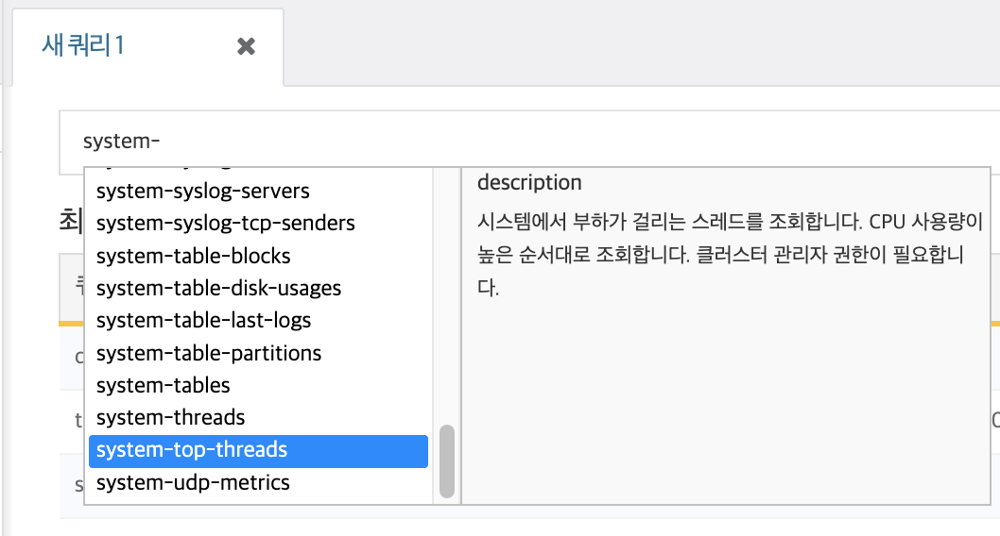 새 쿼리 1
system-
system-syslog-servers
system-syslog-tcp-senders
system-table-blocks
system-table-disk-usages
system-table-last-logs
system-table-partitions
system-tables
system-threads
system-top-threads
system-udp-metrics
description
시스템에서 부하가 걸리는 스레드를 조회합니다. CPU 사용량이
높은 순서대로 조회합니다. 클러스터 관리자 권한이 필요합니
다.
최